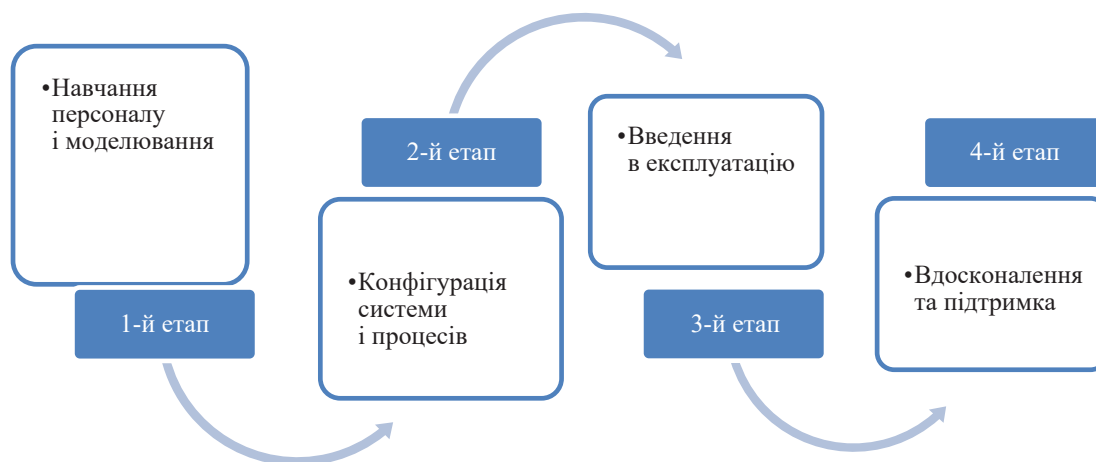 •Навчання
персоналу
і моделювання
1-й етап
2-й етап
•Конфігурація
системи
і процесів
•Введення
в експлуатацію
3-й етап
4-й етап
•Вдосконалення
та підтримка